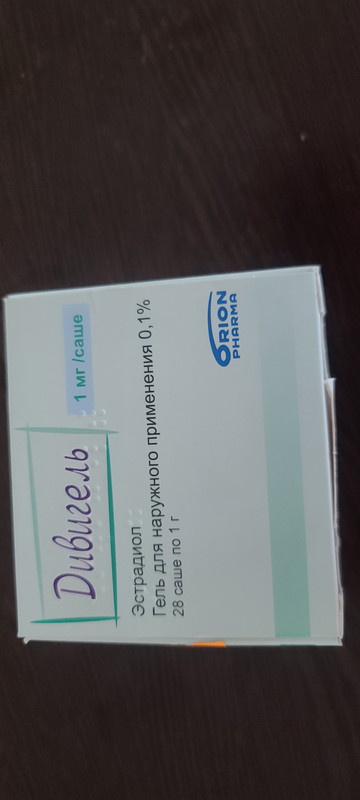 Дивигель
1 мг /саше
Эстрадиол
Гель для наружного применения 0,1%
28 саше по 1 г
ORION
PHARMA